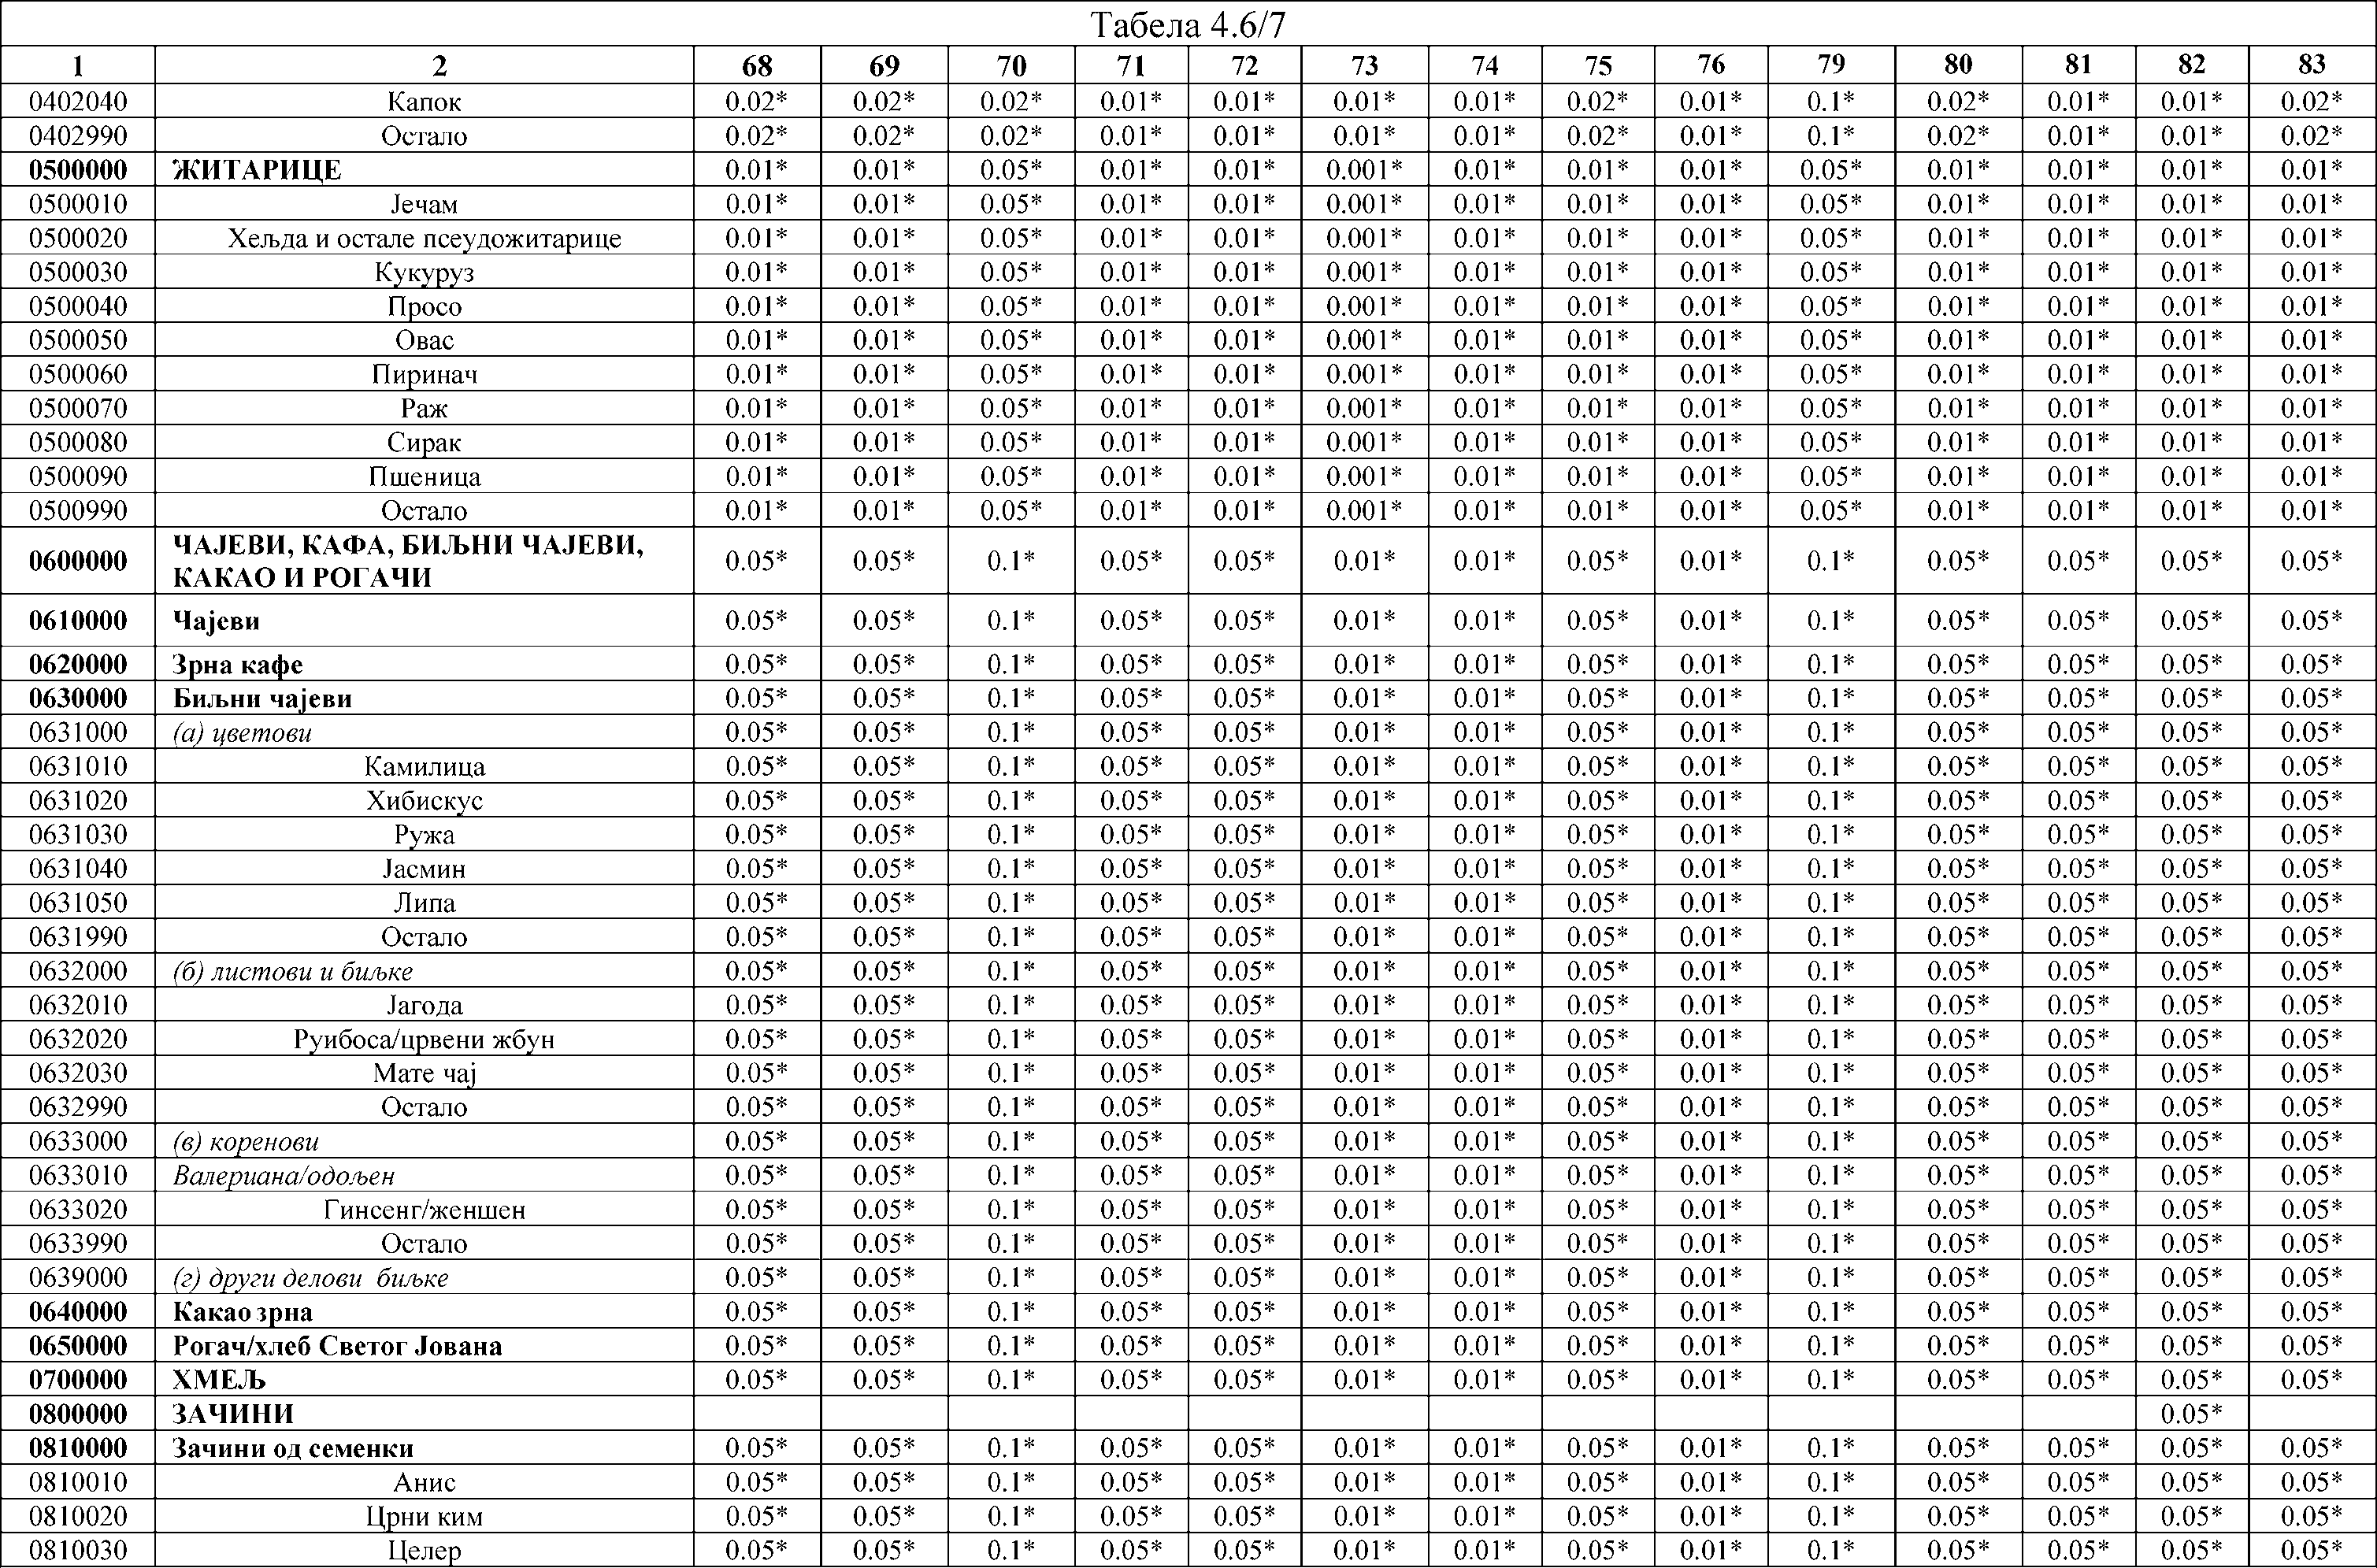 Табела 4.6/7
1 2 68 69 70 71 72 73 74 75 76 79 80 81 82 83
0402040 Капок 0.02* 0.02* 0.02* 0.01* 0.01* 0.01* 0.01* 0.02* 0.01* 0.1* 0.02* 0.01* 0.01* 0.02*
0402990 Остало 0.02* 0.02* 0.02* 0.01* 0.01* 0.01* 0.01* 0.02* 0.01* 0.1* 0.02* 0.01* 0.01* 0.02*
0500000 ЖИТАРИЦЕ 0.01* 0.01* 0.05* 0.01* 0.01* 0.001* 0.01* 0.01* 0.01* 0.05* 0.01* 0.01* 0.01* 0.01*
0500010 Јечам 0.01* 0.01* 0.05* 0.01* 0.01* 0.001* 0.01* 0.01* 0.01* 0.05* 0.01* 0.01* 0.01* 0.01*
0500020 Хељда и остале псеудожитарице 0.01* 0.01* 0.05* 0.01* 0.01* 0.001* 0.01* 0.01* 0.01* 0.05* 0.01* 0.01* 0.01* 0.01*
0500030 Кукуруз 0.01* 0.01* 0.05* 0.01* 0.01* 0.001* 0.01* 0.01* 0.01* 0.05* 0.01* 0.01* 0.01* 0.01*
0500040 Просо 0.01* 0.01* 0.05* 0.01* 0.01* 0.001* 0.01* 0.01* 0.01* 0.05* 0.01* 0.01* 0.01* 0.01*
0500050 Овас 0.01* 0.01* 0.05* 0.01* 0.01* 0.001* 0.01* 0.01* 0.01* 0.05* 0.01* 0.01* 0.01* 0.01*
0500060 Пиринач 0.01* 0.01* 0.05* 0.01* 0.01* 0.001* 0.01* 0.01* 0.01* 0.05* 0.01* 0.01* 0.01* 0.01*
0500070 Раж 0.01* 0.01* 0.05* 0.01* 0.01* 0.001* 0.01* 0.01* 0.01* 0.05* 0.01* 0.01* 0.01* 0.01*
0500080 Сирак 0.01* 0.01* 0.05* 0.01* 0.01* 0.001* 0.01* 0.01* 0.01* 0.05* 0.01* 0.01* 0.01* 0.01*
0500090 Пшеница 0.01* 0.01* 0.05* 0.01* 0.01* 0.001* 0.01* 0.01* 0.01* 0.05* 0.01* 0.01* 0.01* 0.01*
0500990 Остало 0.01* 0.01* 0.05* 0.01* 0.01* 0.001* 0.01* 0.01* 0.01* 0.05* 0.01* 0.01* 0.01* 0.01*
ЧАЈЕВИ, КАФА, БИЉНИ ЧАЈЕВИ,
0600000 КАКАО И РОГАЧИ 0.05* 0.05* 0.1* 0.05* 0.05* 0.01* 0.01* 0.05* 0.01* 0.1* 0.05* 0.05* 0.05* 0.05*
0610000 Чајеви 0.05* 0.05* 0.1* 0.05* 0.05* 0.01* 0.01* 0.05* 0.01* 0.1* 0.05* 0.05* 0.05* 0.05*
0620000 Зрна кафе 0.05* 0.05* 0.1* 0.05* 0.05* 0.01* 0.01* 0.05* 0.01* 0.1* 0.05* 0.05* 0.05* 0.05*
0630000 Биљни чајеви 0.05* 0.05* 0.1* 0.05* 0.05* 0.01* 0.01* 0.05* 0.01* 0.1* 0.05* 0.05* 0.05* 0.05*
0631000 (а) цветови 0.05* 0.05* 0.1* 0.05* 0.05* 0.01* 0.01* 0.05* 0.01* 0.1* 0.05* 0.05* 0.05* 0.05*
0631010 Камилица 0.05* 0.05* 0.1* 0.05* 0.05* 0.01* 0.01* 0.05* 0.01* 0.1* 0.05* 0.05* 0.05* 0.05*
0631020 Хибискус 0.05* 0.05* 0.1* 0.05* 0.05* 0.01* 0.01* 0.05* 0.01* 0.1* 0.05* 0.05* 0.05* 0.05*
0631030 Ружа 0.05* 0.05* 0.1* 0.05* 0.05* 0.01* 0.01* 0.05* 0.01* 0.1* 0.05* 0.05* 0.05* 0.05*
0631040 Јасмин 0.05* 0.05* 0.1* 0.05* 0.05* 0.01* 0.01* 0.05* 0.01* 0.1* 0.05* 0.05* 0.05* 0.05*
0631050 Липа 0.05* 0.05* 0.1* 0.05* 0.05* 0.01* 0.01* 0.05* 0.01* 0.1* 0.05* 0.05* 0.05* 0.05*
0631990 Остало 0.05* 0.05* 0.1* 0.05* 0.05* 0.01* 0.01* 0.05* 0.01* 0.1* 0.05* 0.05* 0.05* 0.05*
0632000 (б) листови и биљке 0.05* 0.05* 0.1* 0.05* 0.05* 0.01* 0.01* 0.05* 0.01* 0.1* 0.05* 0.05* 0.05* 0.05*
0632010 Јагода 0.05* 0.05* 0.1* 0.05* 0.05* 0.01* 0.01* 0.05* 0.01* 0.1* 0.05* 0.05* 0.05* 0.05*
0632020 Руибоса/црвени жбун 0.05* 0.05* 0.1* 0.05* 0.05* 0.01* 0.01* 0.05* 0.01* 0.1* 0.05* 0.05* 0.05* 0.05*
0632030 Мате чај 0.05* 0.05* 0.1* 0.05* 0.05* 0.01* 0.01* 0.05* 0.01* 0.1* 0.05* 0.05* 0.05* 0.05*
0632990 Остало 0.05* 0.05* 0.1* 0.05* 0.05* 0.01* 0.01* 0.05* 0.01* 0.1* 0.05* 0.05* 0.05* 0.05*
0633000 (в) коренови 0.05* 0.05* 0.1* 0.05* 0.05* 0.01* 0.01* 0.05* 0.01* 0.1* 0.05* 0.05* 0.05* 0.05*
0633010 Валериана/одољен 0.05* 0.05* 0.1* 0.05* 0.05* 0.01* 0.01* 0.05* 0.01* 0.1* 0.05* 0.05* 0.05* 0.05*
0633020 Гинсенг/женшен 0.05* 0.05* 0.1* 0.05* 0.05* 0.01* 0.01* 0.05* 0.01* 0.1* 0.05* 0.05* 0.05* 0.05*
0633990 Остало 0.05* 0.05* 0.1* 0.05* 0.05* 0.01* 0.01* 0.05* 0.01* 0.1* 0.05* 0.05* 0.05* 0.05*
0639000 (г) други делови биљке 0.05* 0.05* 0.1* 0.05* 0.05* 0.01* 0.01* 0.05* 0.01* 0.1* 0.05* 0.05* 0.05* 0.05*
0640000 Какао зрна 0.05* 0.05* 0.1* 0.05* 0.05* 0.01* 0.01* 0.05* 0.01* 0.1* 0.05* 0.05* 0.05* 0.05*
0650000 Рогач/хлеб Светог Јована 0.05* 0.05* 0.1* 0.05* 0.05* 0.01* 0.01* 0.05* 0.01* 0.1* 0.05* 0.05* 0.05* 0.05*
0700000 ХМЕЉ 0.05* 0.05* 0.1* 0.05* 0.05* 0.01* 0.01* 0.05* 0.01* 0.1* 0.05* 0.05* 0.05* 0.05*
0800000 ЗАЧИНИ 0.05*
0810000 Зачини од семенки 0.05* 0.05* 0.1* 0.05* 0.05* 0.01* 0.01* 0.05* 0.01* 0.1* 0.05* 0.05* 0.05* 0.05*
0810010 Анис 0.05* 0.05* 0.1* 0.05* 0.05* 0.01* 0.01* 0.05* 0.01* 0.1* 0.05* 0.05* 0.05* 0.05*
0810020 Црни ким 0.05* 0.05* 0.1* 0.05* 0.05* 0.01* 0.01* 0.05* 0.01* 0.1* 0.05* 0.05* 0.05* 0.05*
0810030 Целер 0.05* 0.05* 0.1* 0.05* 0.05* 0.01* 0.01* 0.05* 0.01* 0.1* 0.05* 0.05* 0.05* 0.05*